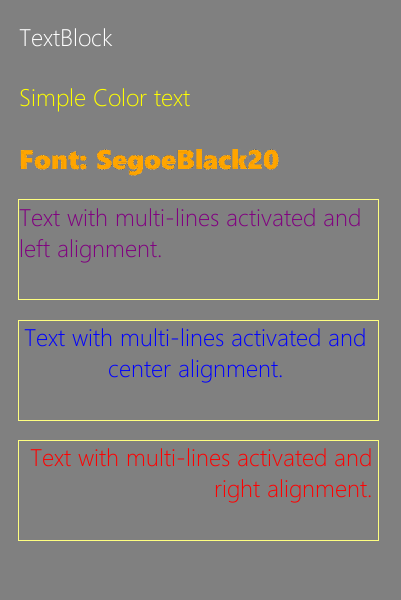 TextBlock
Simple Color text
Font: SegoeBlack20
Text with multi-lines activated and
left alignment.
Text with multi-lines activated and
center alignment.
Text with multi-lines activated and
right alignment.